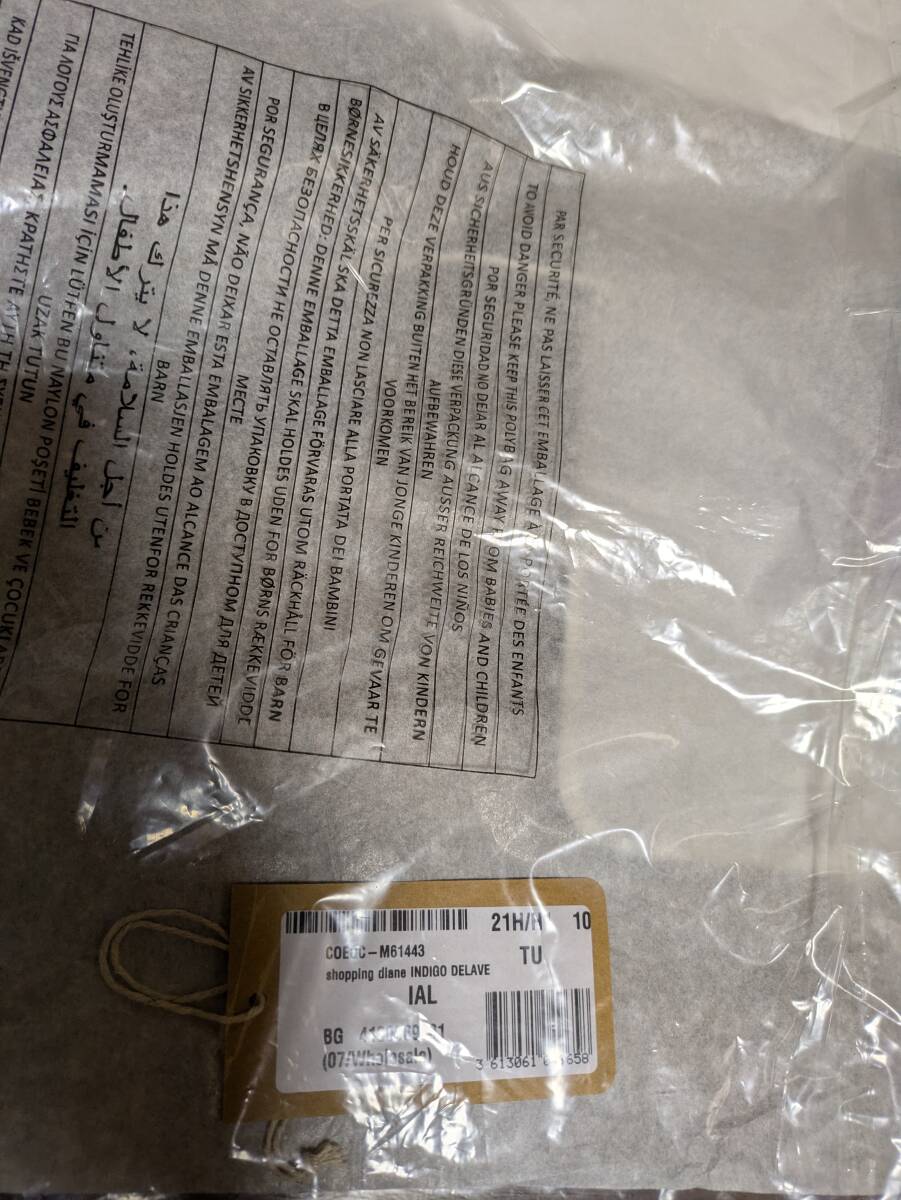 PAR SECURITÉ, NE PAS LAISSER CET EMBALLAGE À PORTÉE DES ENFANTS
TO AVOID DANGER PLEASE KEEP THIS POLYBAG AWAY FROM BABIES AND CHILDREN
POR SEGURIDAD NO DEJAR AL ALCANCE DE LOS NIÑOS
AUS SICHERHEITSGRÜNDEN DIESE VERPACKUNG AUSSER REICHWEITE VON KINDERN
AUFBEWAHREN
HOUD DEZE VERPAKKING BUITEN HET BEREIK VAN JONGE KINDEREN OM GEVAAR TE
VOORKOMEN
PER SICUREZZA NON LASCIARE ALLA PORTATA DEI BAMBINI
AV SÄKERHETSSKÄL SKA DETTA EMBALLAGE FÖRVARAS UTOM RÄCKHÅLL FÖR BARN
BØRNESIKKERHED: DENNE EMBALLAGE SKAL HOLDES UDEN FOR BØRNS RÆKKEVIDDE
В ЦЕЛЯХ БЕЗОПАСНОСТИ НЕ ОСТАВЛЯТЬ УПАКОВКУ В ДОСТУПНОМ ДЛЯ ДЕТЕЙ
МЕСТЕ
POR SEGURANÇA, NÃO DEIXAR ESTA EMBALAGEM AO ALCANCE DAS CRIANÇAS
AV SIKKERHETSHENSYN MÅ DENNE EMBALLASJEN HOLDES UTENFOR REKKEVIDDE FOR
BARN
من أجل السلامة، لا يترك هذا
التغليف في متناول الأطفال.
TEHLIKE OLUŞTURMAMASI İÇİN LÜTFEN BU NAYLON POŞETİ BEBEK VE
UZAK TUTUN
ΓΙΑ ΛΟΓΟΥΣ ΑΣΦΑΛΕΙΑΣ ΚΡΑΤΗΣΤΕ
KAD
21H/H 10
M61443
TU
shopping diane INDIGO DELAVE
IAL
BG
(07/Wholesale)
3 613061